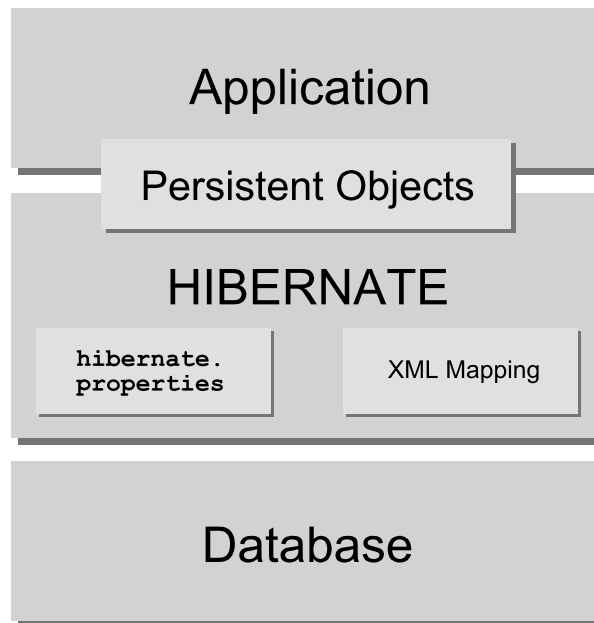 Application
Persistent Objects
HIBERNATE
hibernate.
properties
XML Mapping
Database